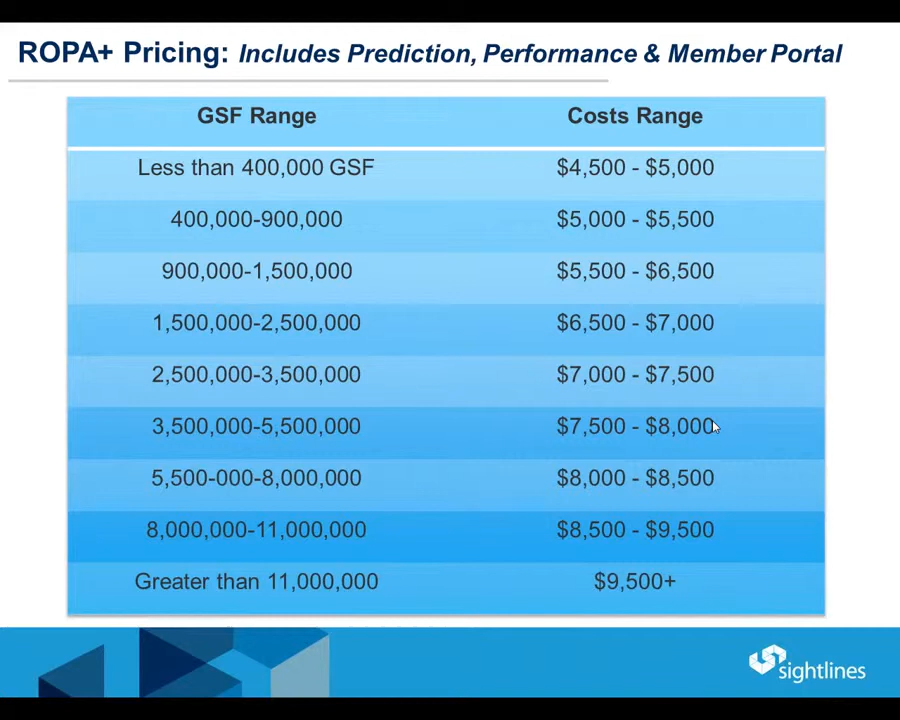 ROPA+ Pricing: Includes Prediction, Performance & Member Portal
GSF Range Costs Range
Less than 400,000 GSF $4,500 - $5,000
400,000-900,000 $5,000 - $5,500
900,000-1,500,000 $5,500 - $6,500
1,500,000-2,500,000 $6,500 - $7,000
2,500,000-3,500,000 $7,000 - $7,500
3,500,000-5,500,000 $7,500 - $8,000
5,500-000-8,000,000 $8,000 - $8,500
8,000,000-11,000,000 $8,500 - $9,500
Greater than 11,000,000 $9,500+
sightlines